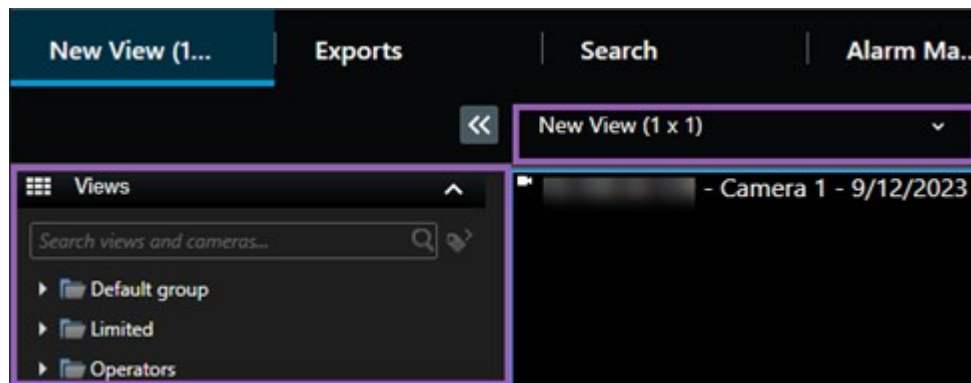 New View (1...
Exports
Search
Alarm Ma..
New View (1 x 1)
Views
- Camera 1 - 9/12/2023
Search views and cameras...
Default group
Limited
Operators